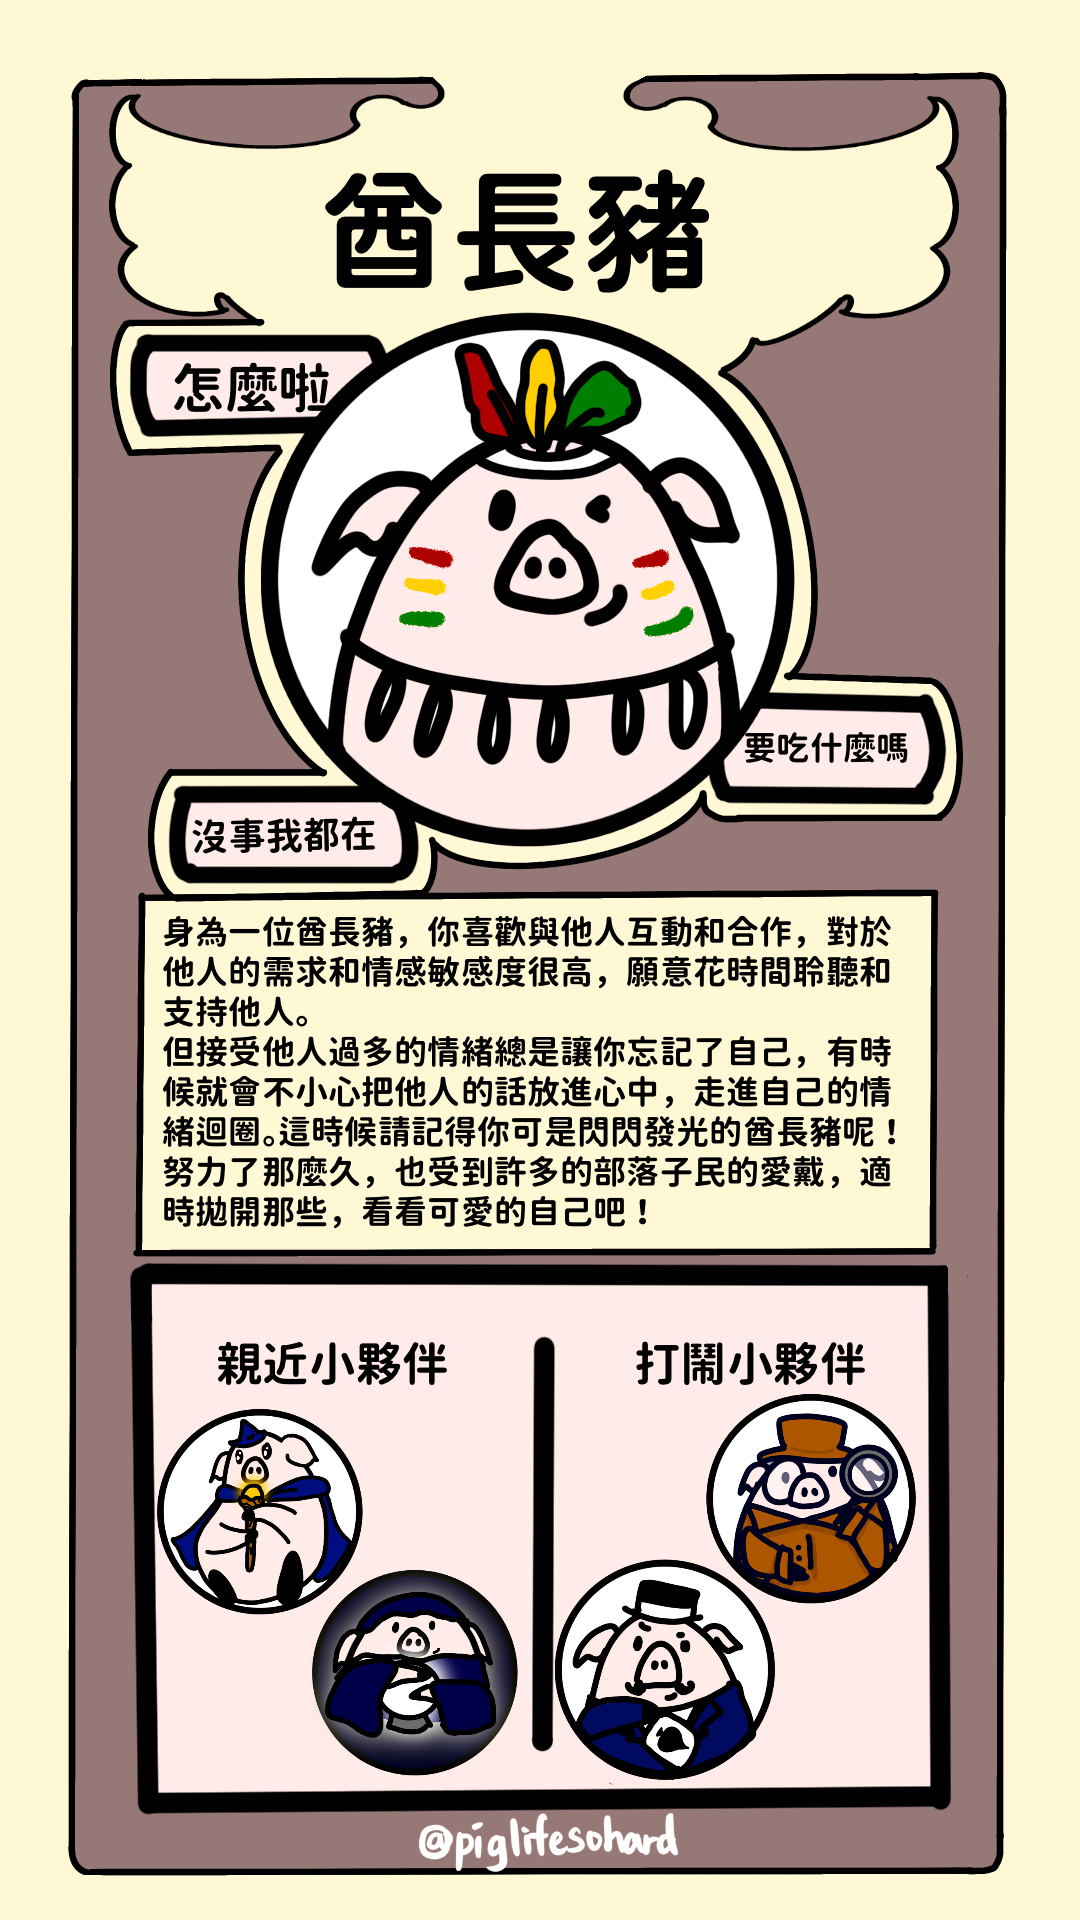 酋長豬
怎麼啦
要吃什麼嗎
沒事我都在
身為一位酋長豬，你喜歡與他人互動和合作，對於
他人的需求和情感敏感度很高，願意花時間聆聽和
支持他人。
但接受他人過多的情緒總是讓你忘記了自己，有時
候就會不小心把他人的話放進心中，走進自己的情
緒迴圈。這時候請記得你可是閃閃發光的酋長豬呢！
努力了那麼久，也受到許多的部落子民的愛戴，適
時拋開那些，看看可愛的自己吧！
親近小夥伴
打鬧小夥伴
@piglifesohard